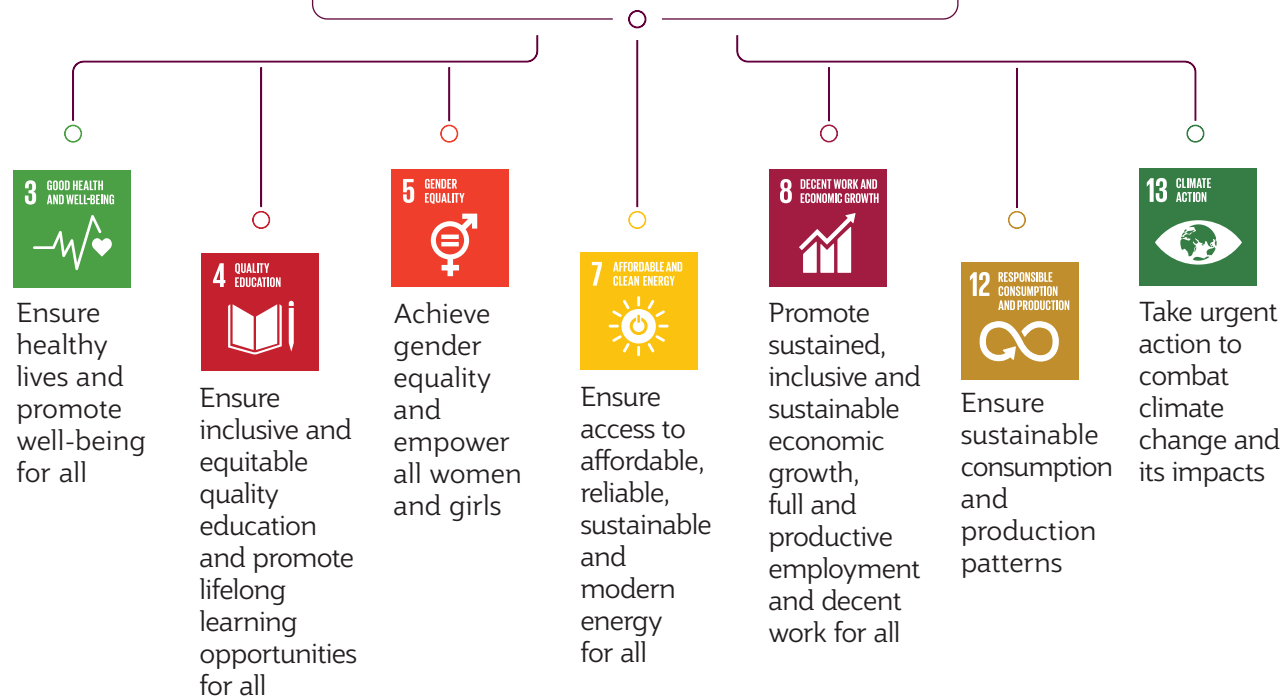 3 GOOD HEALTH
AND WELL-BEING
Ensure
healthy
lives and
promote
well-being
for all
4 QUALITY
EDUCATION
Ensure
inclusive and
equitable
quality
education
and promote
lifelong
learning
opportunities
for all
5 GENDER
EQUALITY
Achieve
gender
equality
and
empower
all women
and girls
7 AFFORDABLE AND
CLEAN ENERGY
Ensure
access to
affordable,
reliable,
sustainable
and
modern
energy
for all
8 DECENT WORK AND
ECONOMIC GROWTH
Promote
sustained,
inclusive and
sustainable
economic
growth,
full and
productive
employment
and decent
work for all
12 RESPONSIBLE
CONSUMPTION
AND PRODUCTION
Ensure
sustainable
consumption
and
production
patterns
13 CLIMATE
ACTION
Take urgent
action to
combat
climate
change and
its impacts